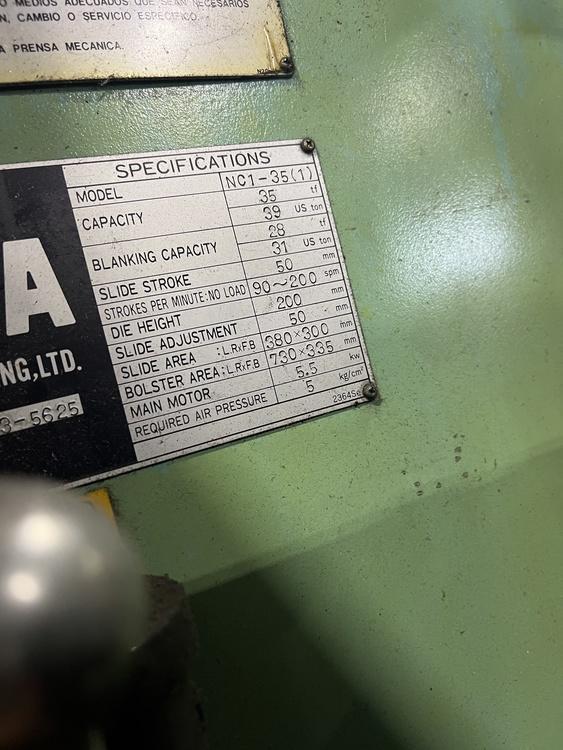 MEDIOS ADECUADOS QUE SEAN NECESARIOS
N, CAMBIO O SERVICIO ESPECIFICO.
A PRENSA MECANICA.
SPECIFICATIONS
MODEL NC1-35(1)
CAPACITY 35 tf
39 US ton
BLANKING CAPACITY 28 tf
31 US ton
SLIDE STROKE 50 mm
STROKES PER MINUTE:NO LOAD 90~200 spm
DIE HEIGHT 200 mm
SLIDE ADJUSTMENT 50 mm
SLIDE AREA :L.RxF.B 380×300 mm
BOLSTER AREA:L.RxF.B 730×335 mm
MAIN MOTOR 5.5 kw
REQUIRED AIR PRESSURE 5 kg/cm²
A
NG,LTD.
3-5625